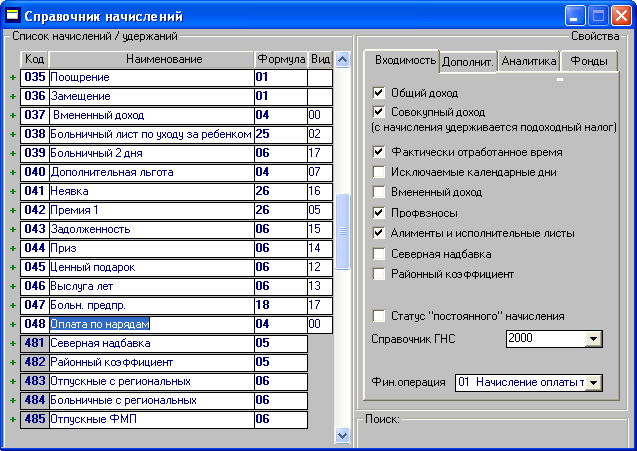 Справочник начислений
Список начислений / удержаний
Код Наименование Формула Вид
+ 035 Поощрение 01
+ 036 Замещение 01
+ 037 Вмененный доход 04 00
+ 038 Больничный лист по уходу за ребенком 25 02
+ 039 Больничный 2 дня 06 17
+ 040 Дополнительная льгота 04 07
+ 041 Неявка 26 16
+ 042 Премия 1 26 05
+ 043 Задолженность 06 15
+ 044 Приз 06 14
+ 045 Ценный подарок 06 12
+ 046 Выслуга лет 06 13
+ 047 Больн. предпр. 18 17
+ 048 Оплата по нарядам 04 00
+ 481 Северная надбавка 05
+ 482 Районный коэффициент 05
+ 483 Отпускные с региональных 06
+ 484 Больничные с региональных 06
+ 485 Отпускные ФМП 06
Свойства
Входимость Дополнит. Аналитика Фонды
Общий доход
Совокупный доход
(с начисления удерживается подоходный налог)
Фактически отработанное время
Исключаемые календарные дни
Вмененный доход
Профвзносы
Алименты и исполнительные листы
Северная надбавка
Районный коэффициент
Статус "постоянного" начисления
Справочник ГНС 2000
Фин.операция 01 Начисление оплаты т
Поиск: